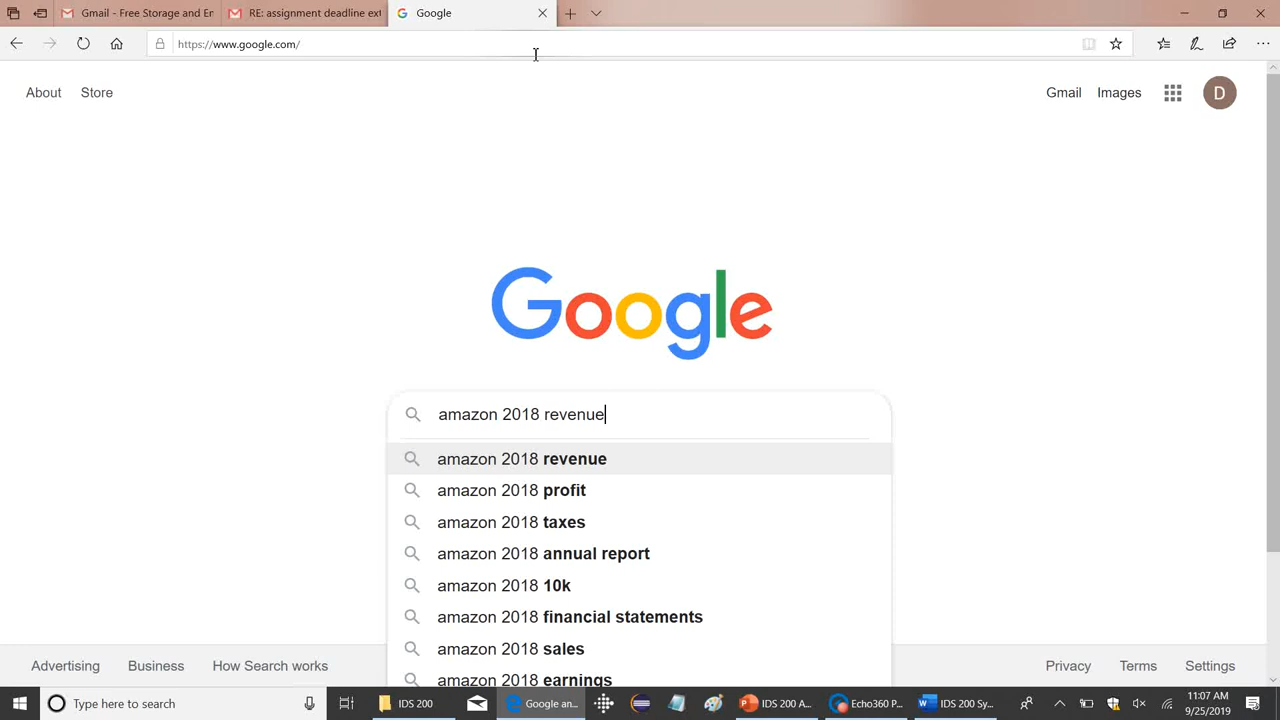 Gmail - Free Storage and Em
RE: assignment deadline ext
Google
https://www.google.com/
About
Store
Gmail
Images
D
Google
amazon 2018 revenue
amazon 2018 revenue
amazon 2018 profit
amazon 2018 taxes
amazon 2018 annual report
amazon 2018 10k
amazon 2018 financial statements
amazon 2018 sales
amazon 2018 earnings
Advertising
Business
How Search works
Privacy
Terms
Settings
Type here to search
IDS 200
Google an...
IDS 200 A...
Echo360 P...
IDS 200 Sy...
11:07 AM
9/25/2019